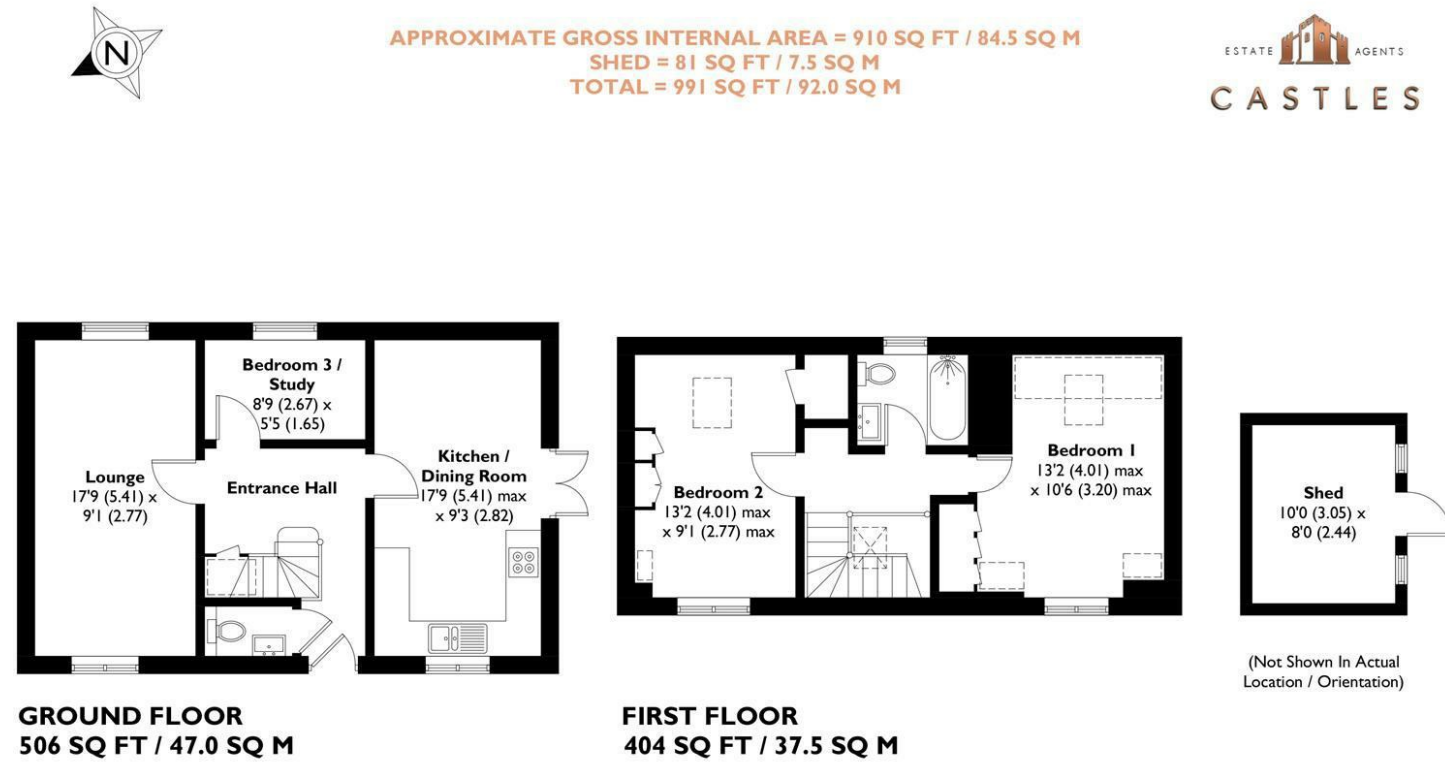 N
APPROXIMATE GROSS INTERNAL AREA = 910 SQ FT / 84.5 SQ M
SHED = 81 SQ FT / 7.5 SQ M
TOTAL = 991 SQ FT / 92.0 SQ M
ESTATE AGENTS
CASTLES
Bedroom 3 /
Study
8'9 (2.67) x
5'5 (1.65)
Lounge
17'9 (5.41) x
9'1 (2.77)
Entrance Hall
Kitchen /
Dining Room
17'9 (5.41) max
x 9'3 (2.82)
Bedroom 2
13'2 (4.01) max
x 9'1 (2.77) max
Bedroom 1
13'2 (4.01) max
x 10'6 (3.20) max
Shed
10'0 (3.05) x
8'0 (2.44)
(Not Shown In Actual
Location / Orientation)
GROUND FLOOR
506 SQ FT / 47.0 SQ M
FIRST FLOOR
404 SQ FT / 37.5 SQ M